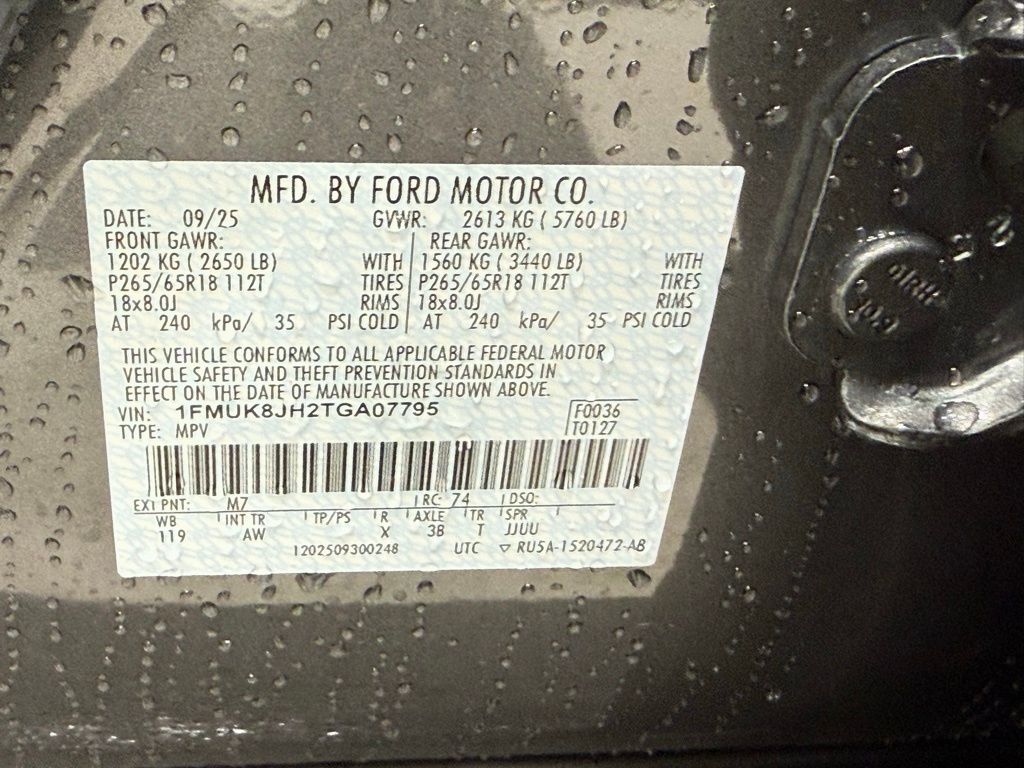 MFD. BY FORD MOTOR CO.
DATE: 09/25 GVWR: 2613 KG ( 5760 LB)
FRONT GAWR: REAR GAWR:
1202 KG ( 2650 LB) WITH 1560 KG ( 3440 LB) WITH
P265/65R18 112T TIRES P265/65R18 112T TIRES
18x8.0J RIMS 18x8.0J RIMS
AT 240 kPa/ 35 PSI COLD AT 240 kPa/ 35 PSI COLD
THIS VEHICLE CONFORMS TO ALL APPLICABLE FEDERAL MOTOR
VEHICLE SAFETY AND THEFT PREVENTION STANDARDS IN
EFFECT ON THE DATE OF MANUFACTURE SHOWN ABOVE.
VIN: 1FMUK8JH2TGA07795 F0036
TYPE: MPV T0127
EXT PNT: M7 RC: 74 DSO:
WB INT TR TP/PS R AXLE TR SPR
119 AW X 3B T JJUU
1202509300248 UTC ▽ RU5A-1520472-AB